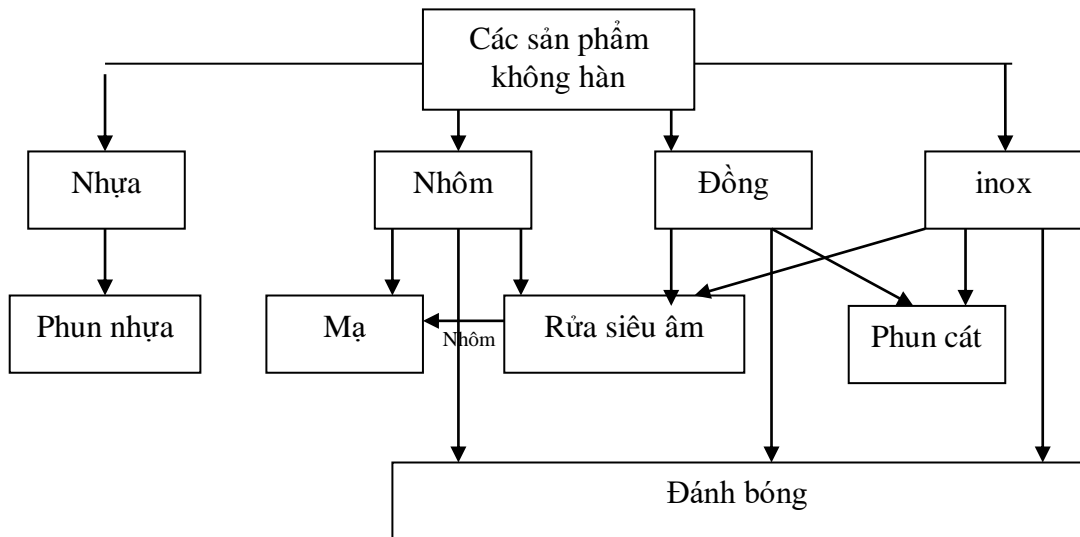 Các sản phẩm
không hàn
Nhựa
Nhôm
Đồng
inox
Phun nhựa
Mạ
Nhôm
Rửa siêu âm
Phun cát
Đánh bóng